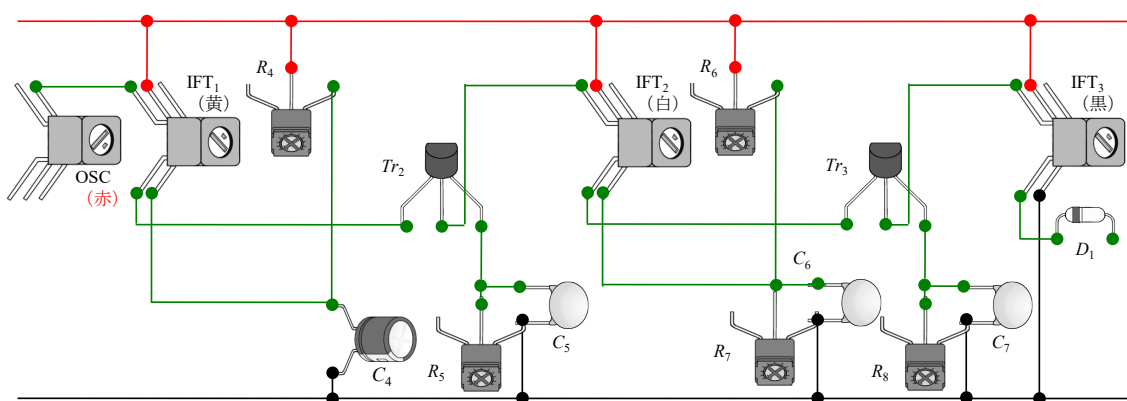 IFT₁
（黄）
R₄
IFT₂
（白）
R₆
IFT₃
（黒）
OSC
（赤）
Tr₂
Tr₃
D₁
C₆
C₅
C₇
C₄
R₅
R₇
R₈